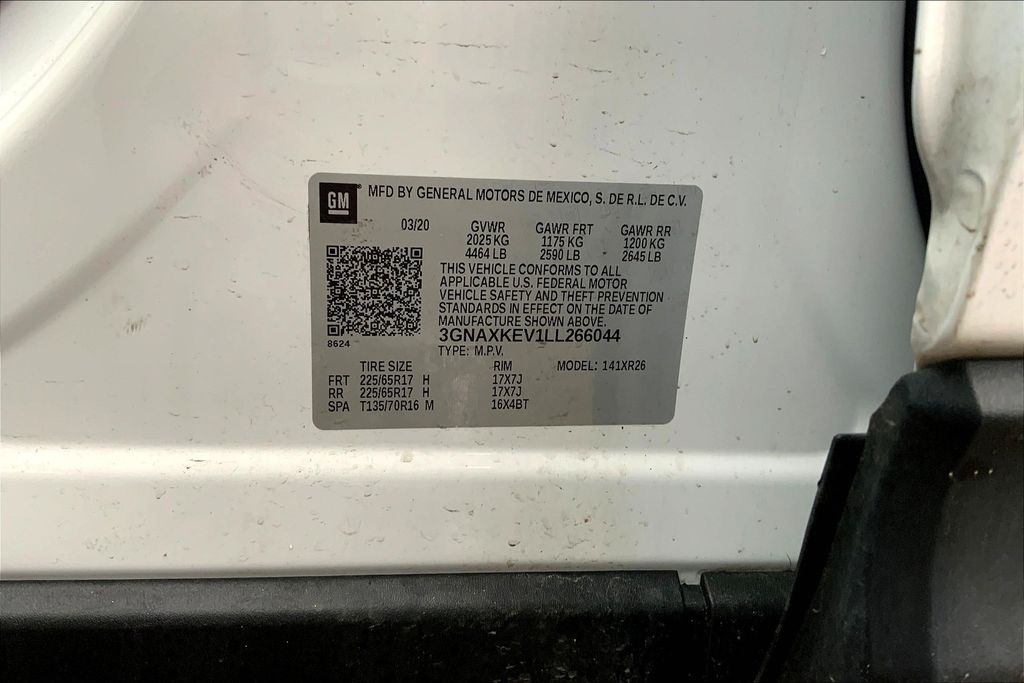 GM ® MFD BY GENERAL MOTORS DE MEXICO, S. DE R.L. DE C.V.
03/20 GVWR GAWR FRT GAWR RR
2025 KG 1175 KG 1200 KG
4464 LB 2590 LB 2645 LB
THIS VEHICLE CONFORMS TO ALL
APPLICABLE U.S. FEDERAL MOTOR
VEHICLE SAFETY AND THEFT PREVENTION
STANDARDS IN EFFECT ON THE DATE OF
MANUFACTURE SHOWN ABOVE.
8624 3GNAXKEV1LL266044
TYPE: M.P.V.
TIRE SIZE RIM MODEL: 141XR26
FRT 225/65R17 H 17X7J
RR 225/65R17 H 17X7J
SPA T135/70R16 M 16X4BT